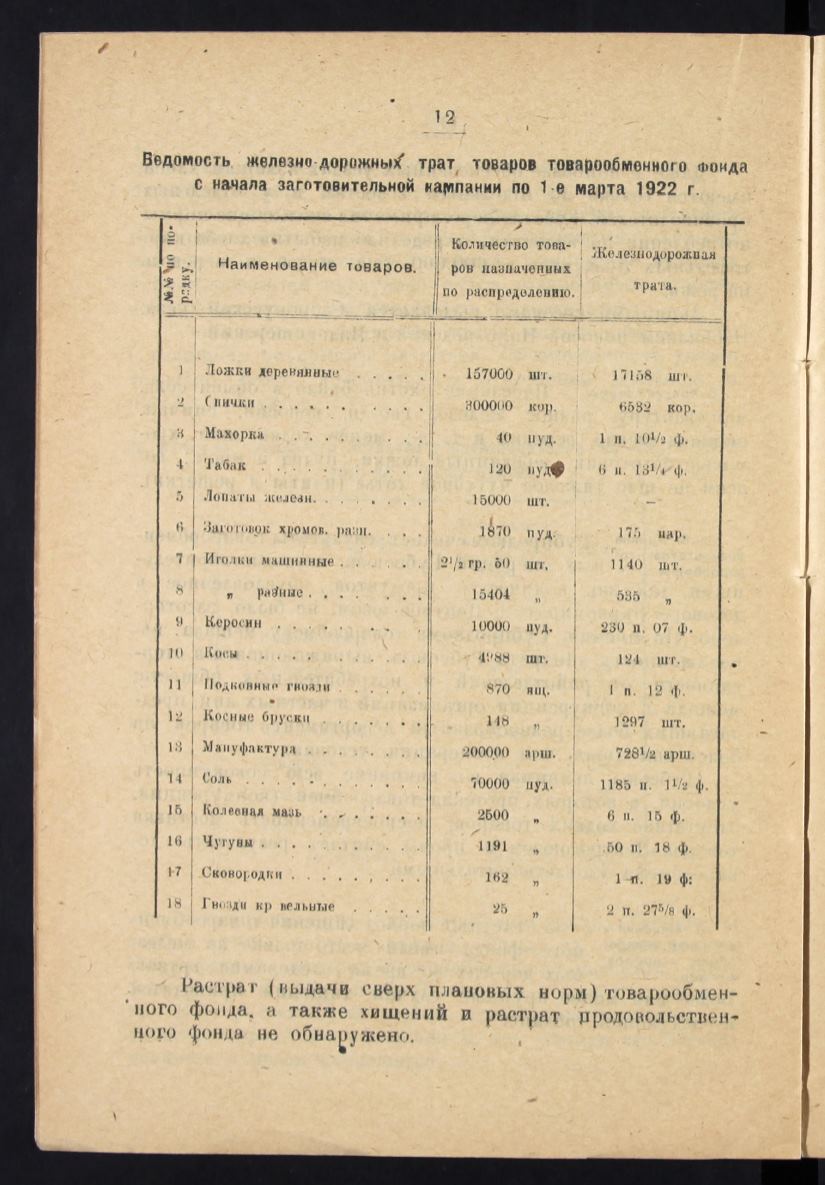 12
Ведомость железно-дорожных трат товаров товарообменного фонда
с начала заготовительной кампании по 1-е марта 1922 г.
№№ по по-
рядку.
Наименование товаров.
Количество това-
ров назначенных
по распределению.
Железнодорожная
трата.
1 Ложки деревянные . . . . . 157000 шт. 17158 шт.
2 Спички . . . . . . . . . 300000 кор. 6532 кор.
3 Махорка . . . . . . . . 40 пуд. 1 п. 10½ ф.
4 Табак . . . . . . . . . 120 пуд. 6 п. 13¼ ф.
5 Лопаты железн. . . . . . . . 15000 шт. —
6 Заготовок хромов. разн. . . . 1870 пуд. 175 пар.
7 Иголки машинные . . . . . . 2½ гр. 50 шт. 1140 шт.
8 „ разные . . . . . . . 15404 „ 535 „
9 Керосин . . . . . . . . 10000 пуд. 230 п. 07 ф.
10 Косы . . . . . . . . . . шт. 124 шт.
11 Подковные гвозди . . . . . . 870 ящ. 1 п. 12 ф.
12 Косные бруски . . . . . . . 148 „ 1297 шт.
13 Мануфактура . . . . . . . . 200000 арш. 728½ арш.
14 Соль . . . . . . . . . . . 70000 пуд. 1185 п. 1½ ф.
15 Колесная мазь . . . . . . . 2500 „ 6 п. 15 ф.
16 Чугуны . . . . . . . . . . 1191 „ 50 п. 18 ф.
17 Сковородки . . . . . . . . . 162 „ 1 п. 19 ф.
18 Гвозди кр вельные . . . . . 25 „ 2 п. 27⅝ ф.
Растрат (выдачи сверх плановых норм) товарообмен-
ного фонда, а также хищений и растрат продовольствен-
ного фонда не обнаружено.